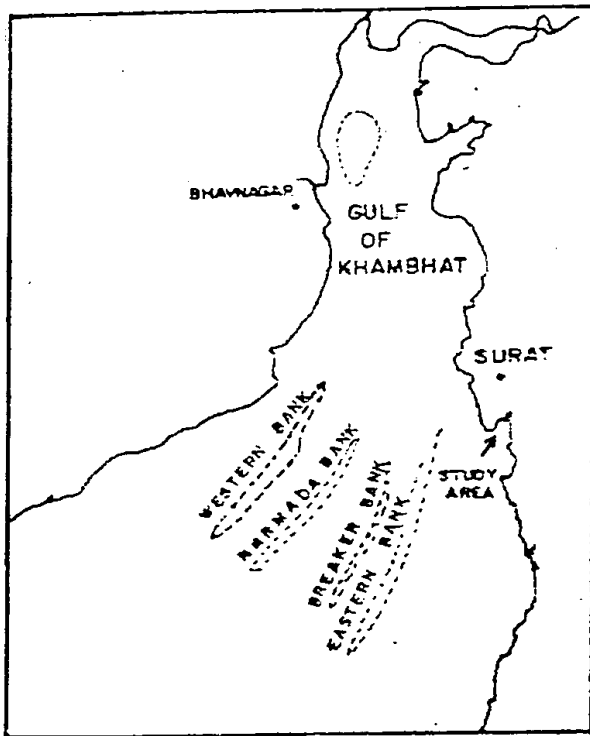 BHAVNAGAR
GULF
OF
KHAMBHAT
SURAT
WESTERN BANK
NARMADA BANK
BREAKER BANK
EASTERN BANK
STUDY
AREA